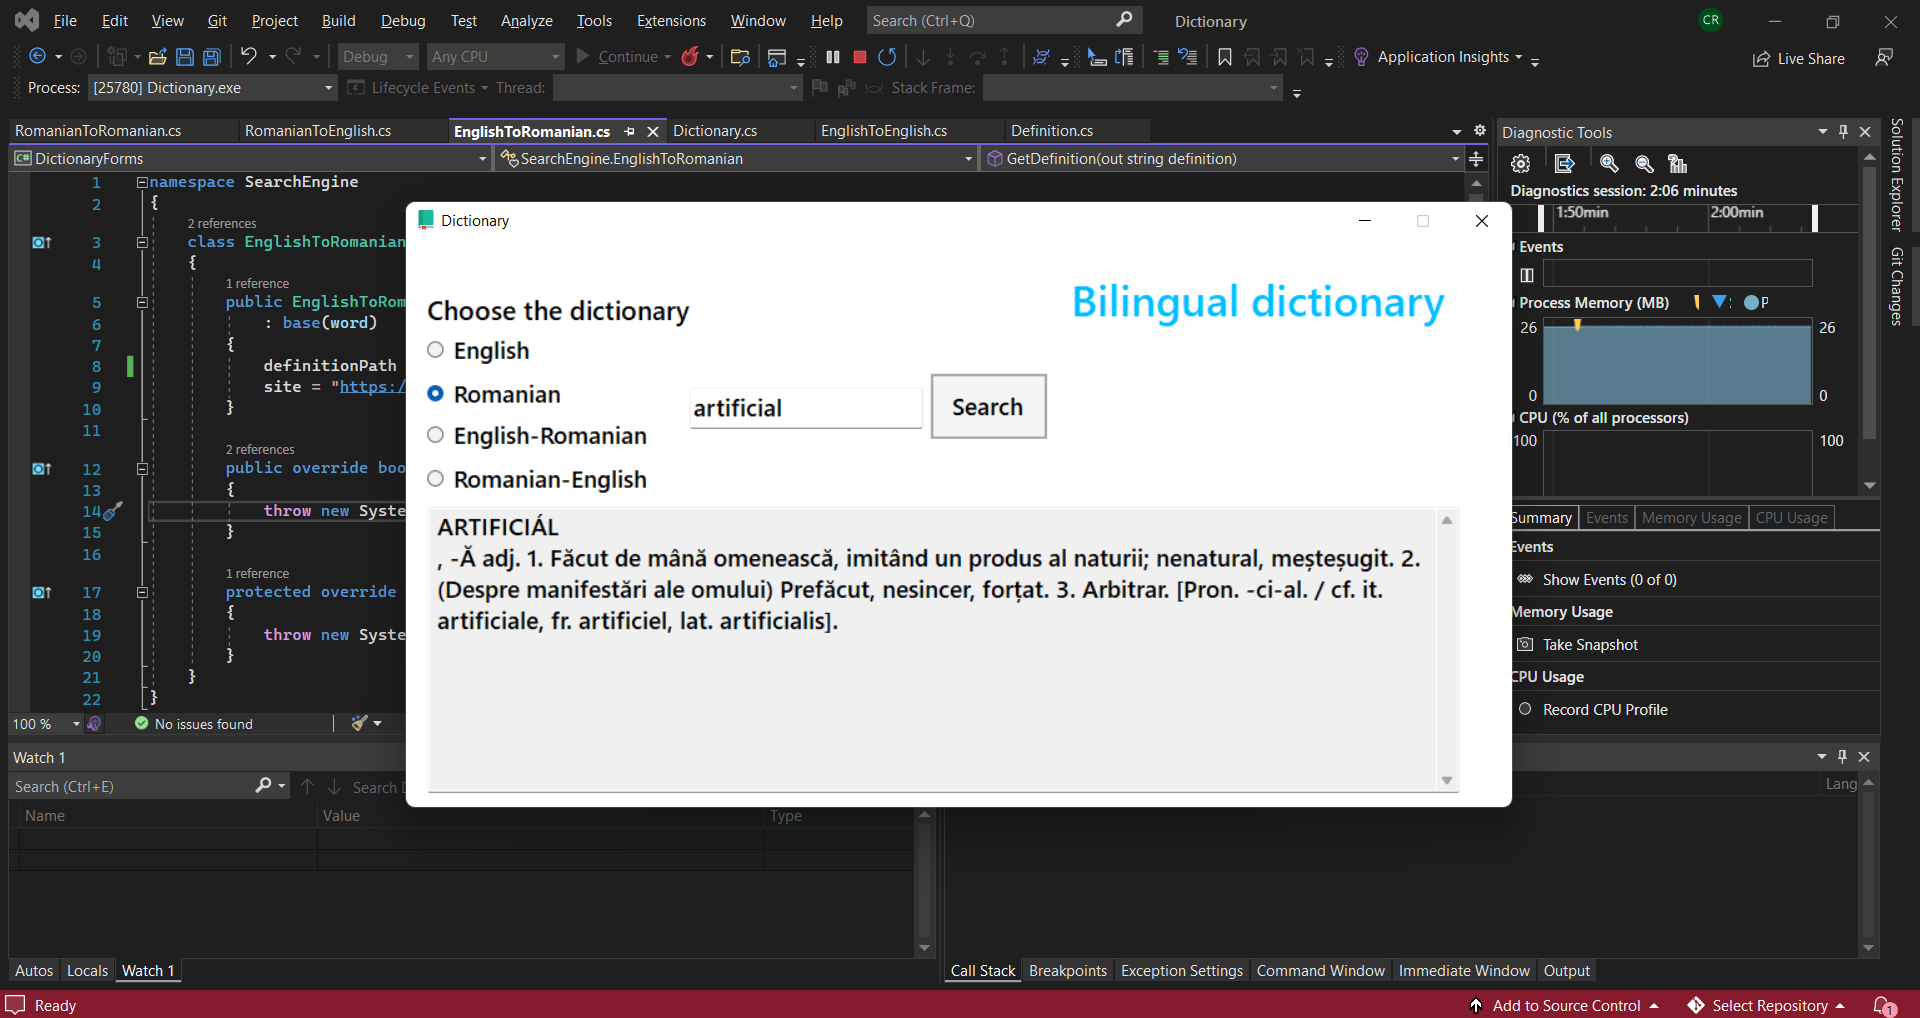 File Edit View Git Project Build Debug Test Analyze Tools Extensions Window Help Search (Ctrl+Q) Dictionary CR
Debug Any CPU Continue Application Insights Live Share
Process: [25780] Dictionary.exe Lifecycle Events Thread: Stack Frame:
RomanianToRomanian.cs RomanianToEnglish.cs EnglishToRomanian.cs Dictionary.cs EnglishToEnglish.cs Definition.cs
DictionaryForms SearchEngine.EnglishToRomanian GetDefinition(out string definition)
1 namespace SearchEngine
2 {
2 references
3 class EnglishToRomanian
4 {
1 reference
5 public EnglishToRom
6 : base(word)
7 {
8 definitionPath
9 site = "https:/
10 }
11
2 references
12 public override boo
13 {
14 throw new Syste
15 }
16
1 reference
17 protected override
18 {
19 throw new Syste
20 }
21 }
22 }
100 % No issues found
Dictionary
Bilingual dictionary
Choose the dictionary
English
Romanian
English-Romanian
Romanian-English
artificial
Search
ARTIFICIÁL
, -Ă adj. 1. Făcut de mână omenească, imitând un produs al naturii; nenatural, meșteșugit. 2.
(Despre manifestări ale omului) Prefăcut, nesincer, forțat. 3. Arbitrar. [Pron. -ci-al. / cf. it.
artificiale, fr. artificiel, lat. artificialis].
Diagnostic Tools
Diagnostics session: 2:06 minutes
1:50min 2:00min
Events
Process Memory (MB) P
26 26
0 0
CPU (% of all processors)
100 100
Summary Events Memory Usage CPU Usage
Events
Show Events (0 of 0)
Memory Usage
Take Snapshot
CPU Usage
Record CPU Profile
Solution Explorer
Git Changes
Watch 1
Search (Ctrl+E) Search
Name Value Type
Lang
Autos Locals Watch 1
Call Stack Breakpoints Exception Settings Command Window Immediate Window Output
Ready Add to Source Control Select Repository 1